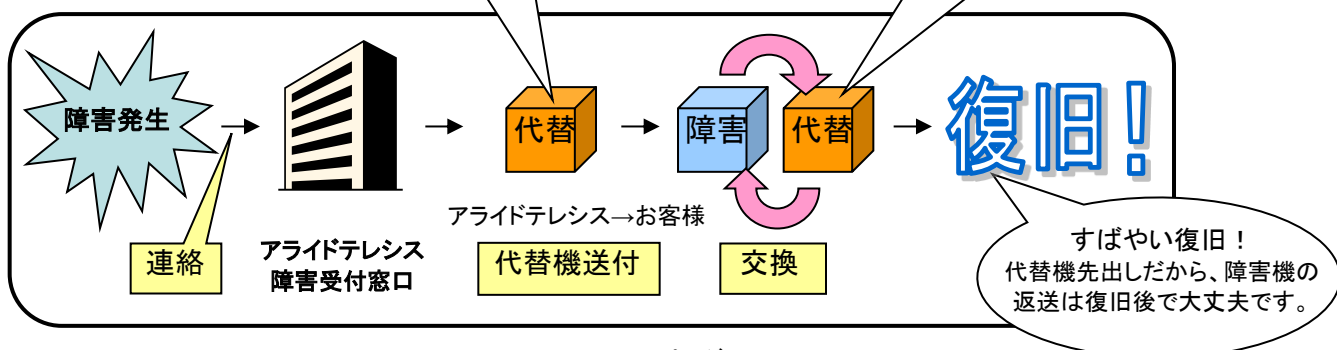 障害発生
連絡
アライドテレシス
障害受付窓口
代替
アライドテレシス→お客様
代替機送付
障害
代替
交換
復旧！
すばやい復旧！
代替機先出しだから、障害機の
返送は復旧後で大丈夫です。